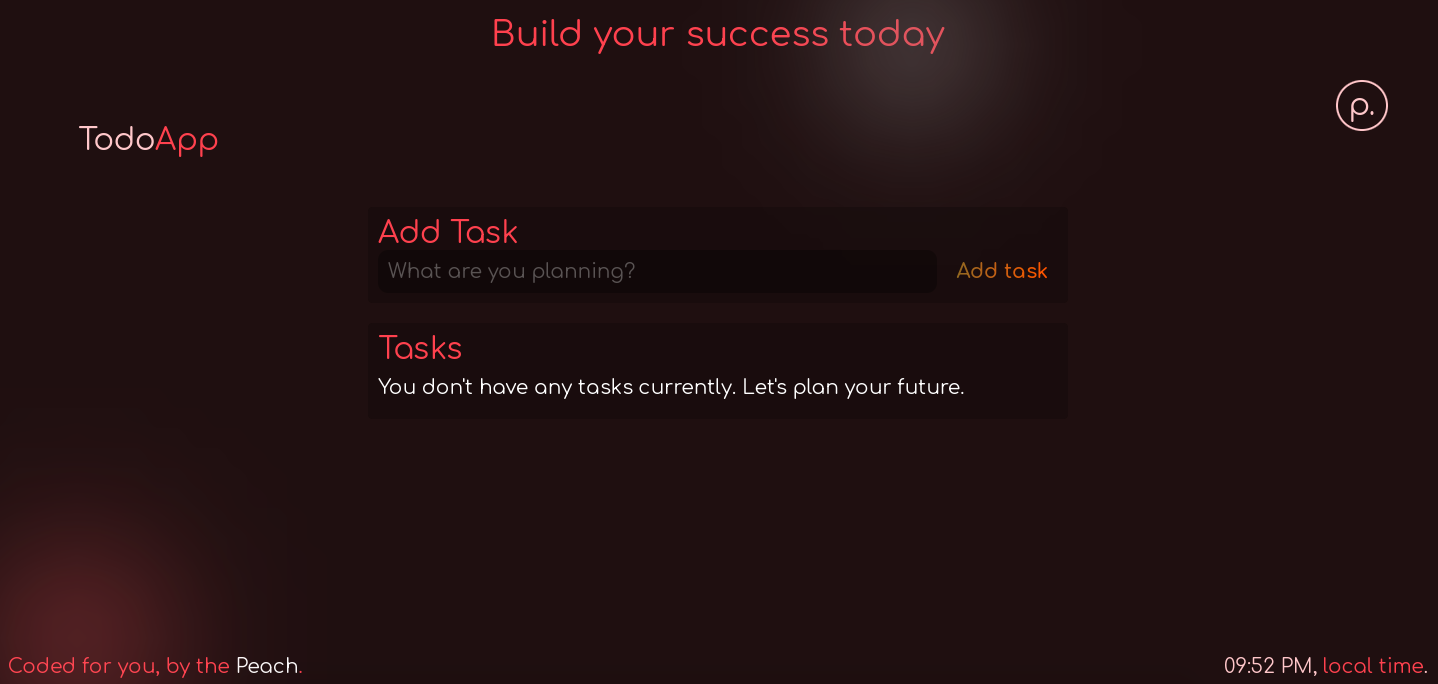 Build your success today
p.
TodoApp
Add Task
What are you planning?
Add task
Tasks
You don't have any tasks currently. Let's plan your future.
Coded for you, by the Peach.
09:52 PM, local time.